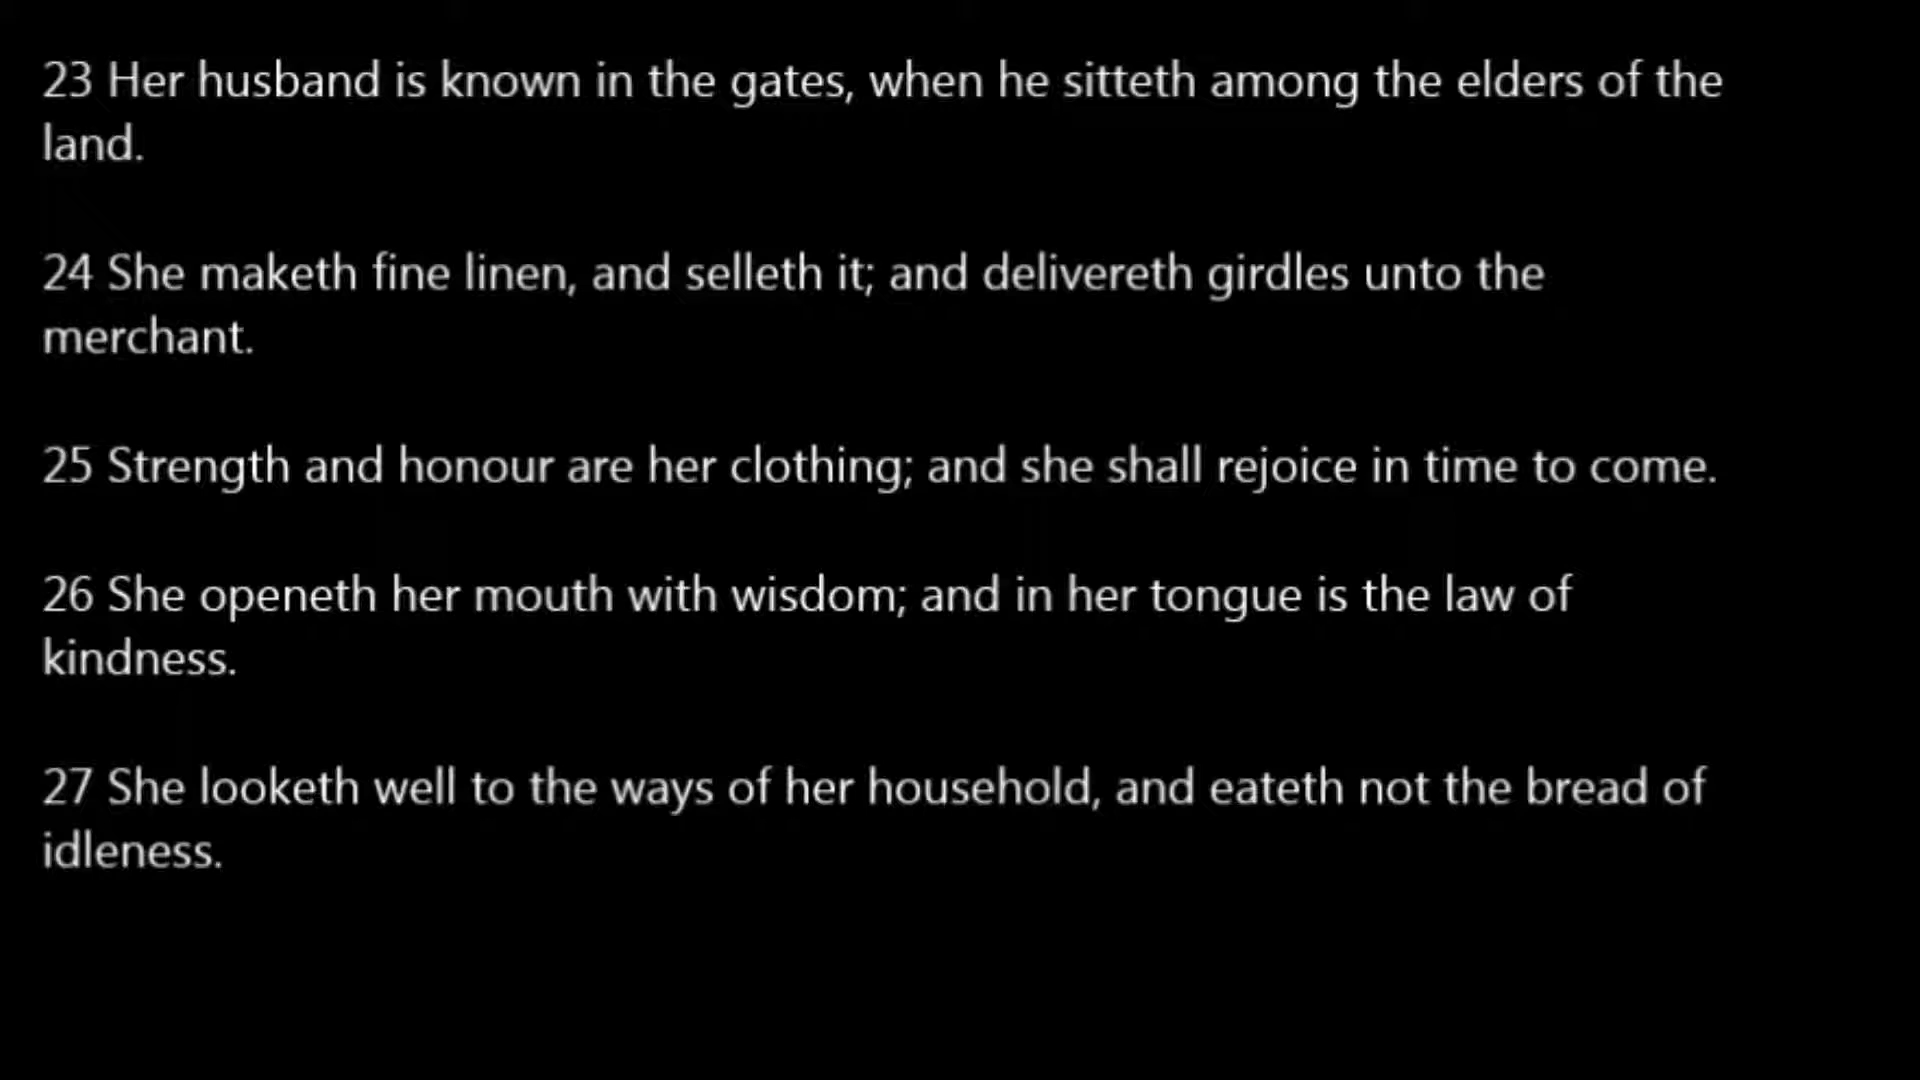 23 Her husband is known in the gates, when he sitteth among the elders of the
land.
24 She maketh fine linen, and selleth it; and delivereth girdles unto the
merchant.
25 Strength and honour are her clothing; and she shall rejoice in time to come.
26 She openeth her mouth with wisdom; and in her tongue is the law of
kindness.
27 She looketh well to the ways of her household, and eateth not the bread of
idleness.